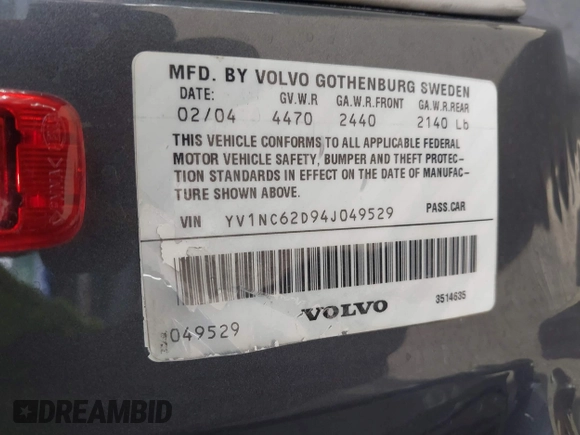 MFD. BY VOLVO GOTHENBURG SWEDEN
DATE: GV.W.R GA.W.R.FRONT GA.W.R.REAR
02/04 4470 2440 2140 Lb
THIS VEHICLE CONFORMS TO ALL APPLICABLE FEDERAL
MOTOR VEHICLE SAFETY, BUMPER AND THEFT PROTEC-
TION STANDARDS IN EFFECT ON THE DATE OF MANUFAC-
TURE SHOWN ABOVE.
VIN YV1NC62D94J049529 PASS.CAR
VOLVO 3514635
049529
DREAMBID